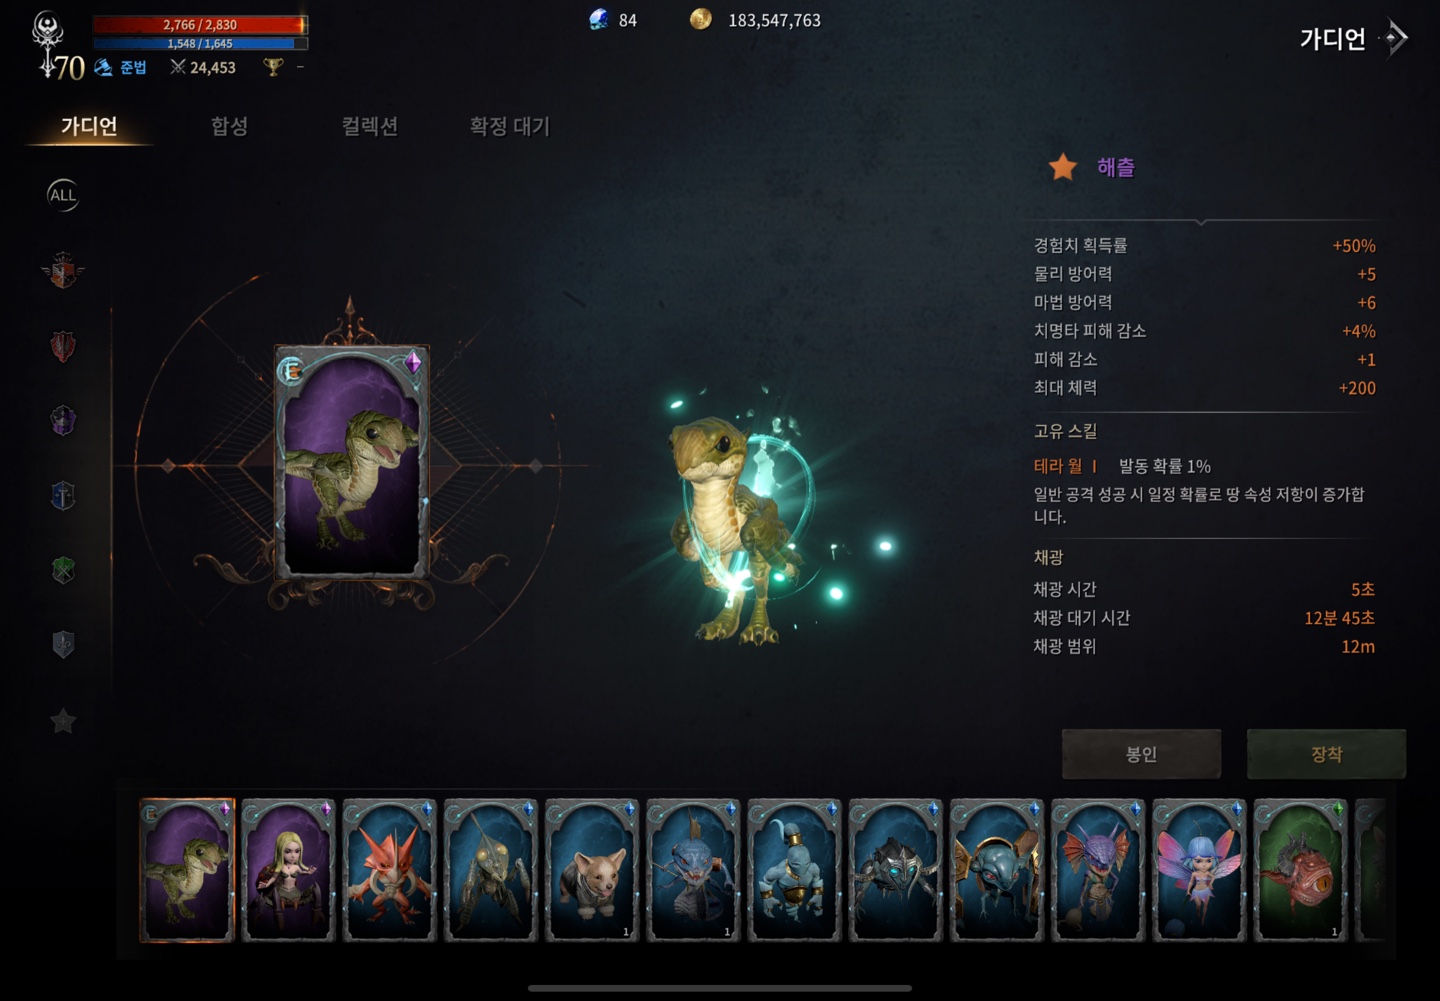 2,766 / 2,830
84
183,547,763
가디언
1,548 / 1,645
70
준법
24,453
-
가디언
합성
컬렉션
확정 대기
해츨
ALL
경험치 획득률 +50%
물리 방어력 +5
마법 방어력 +6
치명타 피해 감소 +4%
피해 감소 +1
최대 체력 +200
E
고유 스킬
테라 월 Ⅰ 발동 확률 1%
일반 공격 성공 시 일정 확률로 땅 속성 저항이 증가합
니다.
채광
채광 시간 5초
채광 대기 시간 12분 45초
채광 범위 12m
봉인
장착
E
1
1
1